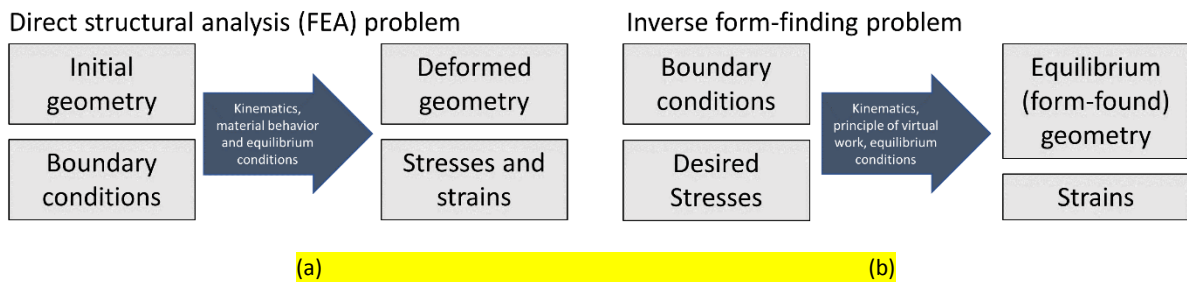 Direct structural analysis (FEA) problem
Initial
geometry
Boundary
conditions
Kinematics,
material behavior
and equilibrium
conditions
Deformed
geometry
Stresses and
strains
Inverse form-finding problem
Boundary
conditions
Desired
Stresses
Kinematics,
principle of virtual
work, equilibrium
conditions
Equilibrium
(form-found)
geometry
Strains
(a)
(b)